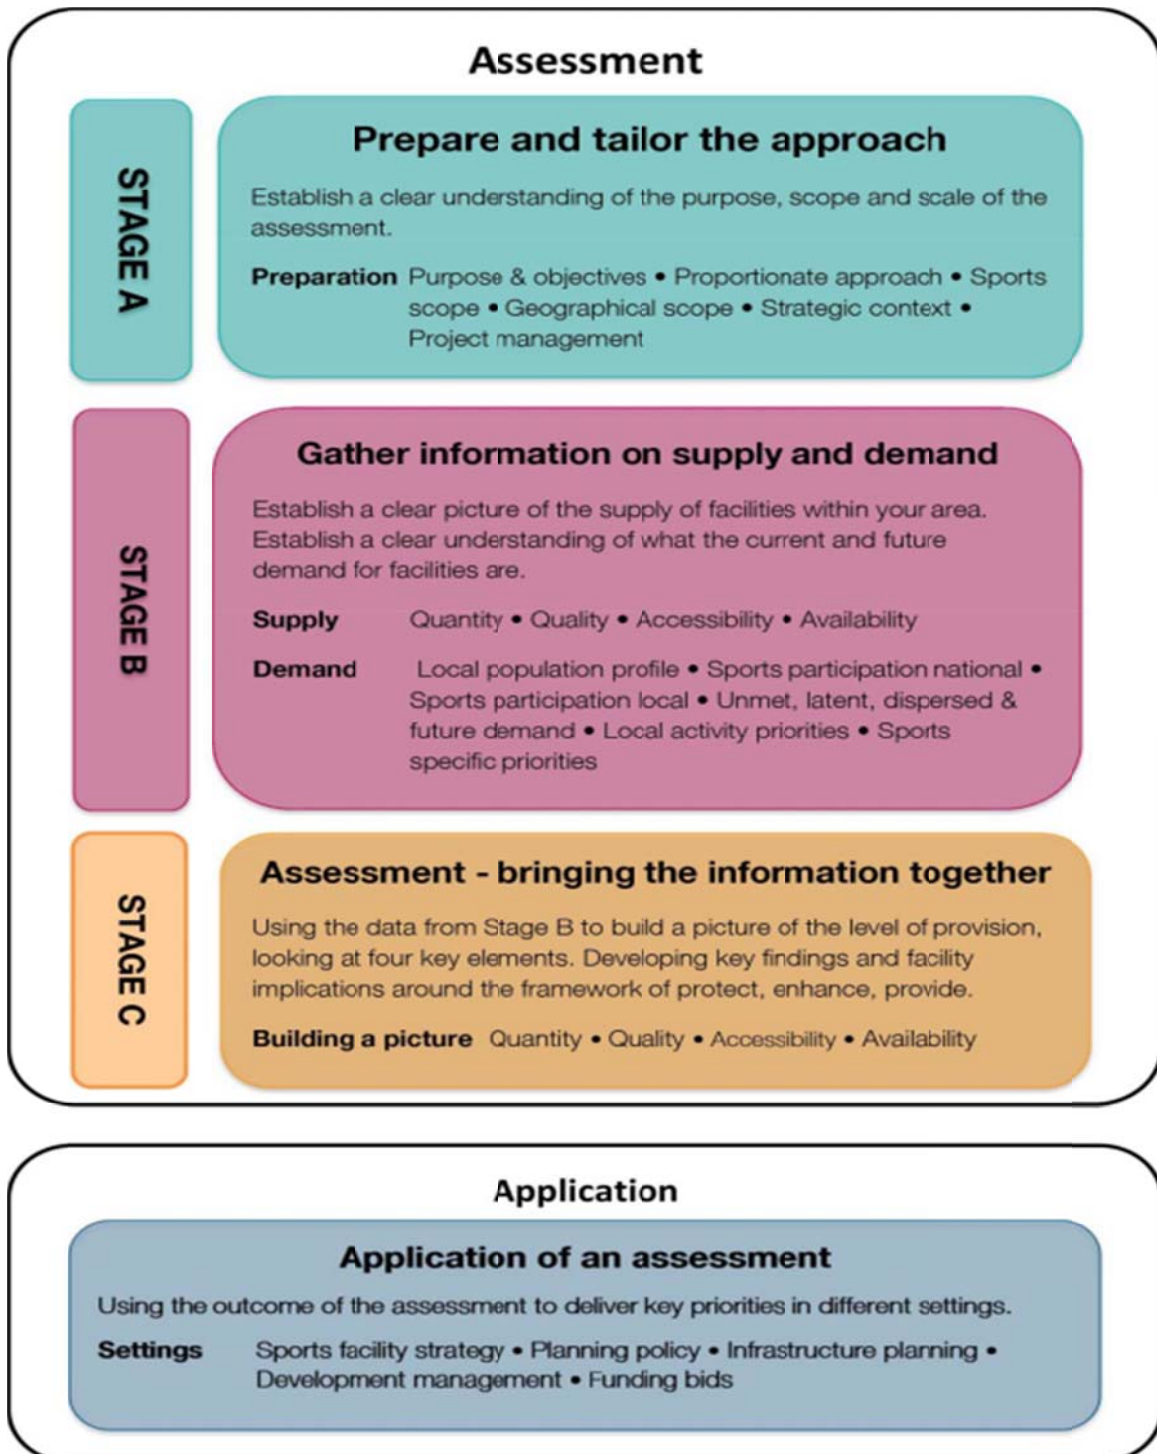 Assessment
STAGE A
Prepare and tailor the approach
Establish a clear understanding of the purpose, scope and scale of the
assessment.
Preparation Purpose & objectives • Proportionate approach • Sports
scope • Geographical scope • Strategic context •
Project management
STAGE B
Gather information on supply and demand
Establish a clear picture of the supply of facilities within your area.
Establish a clear understanding of what the current and future
demand for facilities are.
Supply Quantity • Quality • Accessibility • Availability
Demand Local population profile • Sports participation national •
Sports participation local • Unmet, latent, dispersed &
future demand • Local activity priorities • Sports
specific priorities
STAGE C
Assessment - bringing the information together
Using the data from Stage B to build a picture of the level of provision,
looking at four key elements. Developing key findings and facility
implications around the framework of protect, enhance, provide.
Building a picture Quantity • Quality • Accessibility • Availability
Application
Application of an assessment
Using the outcome of the assessment to deliver key priorities in different settings.
Settings Sports facility strategy • Planning policy • Infrastructure planning •
Development management • Funding bids